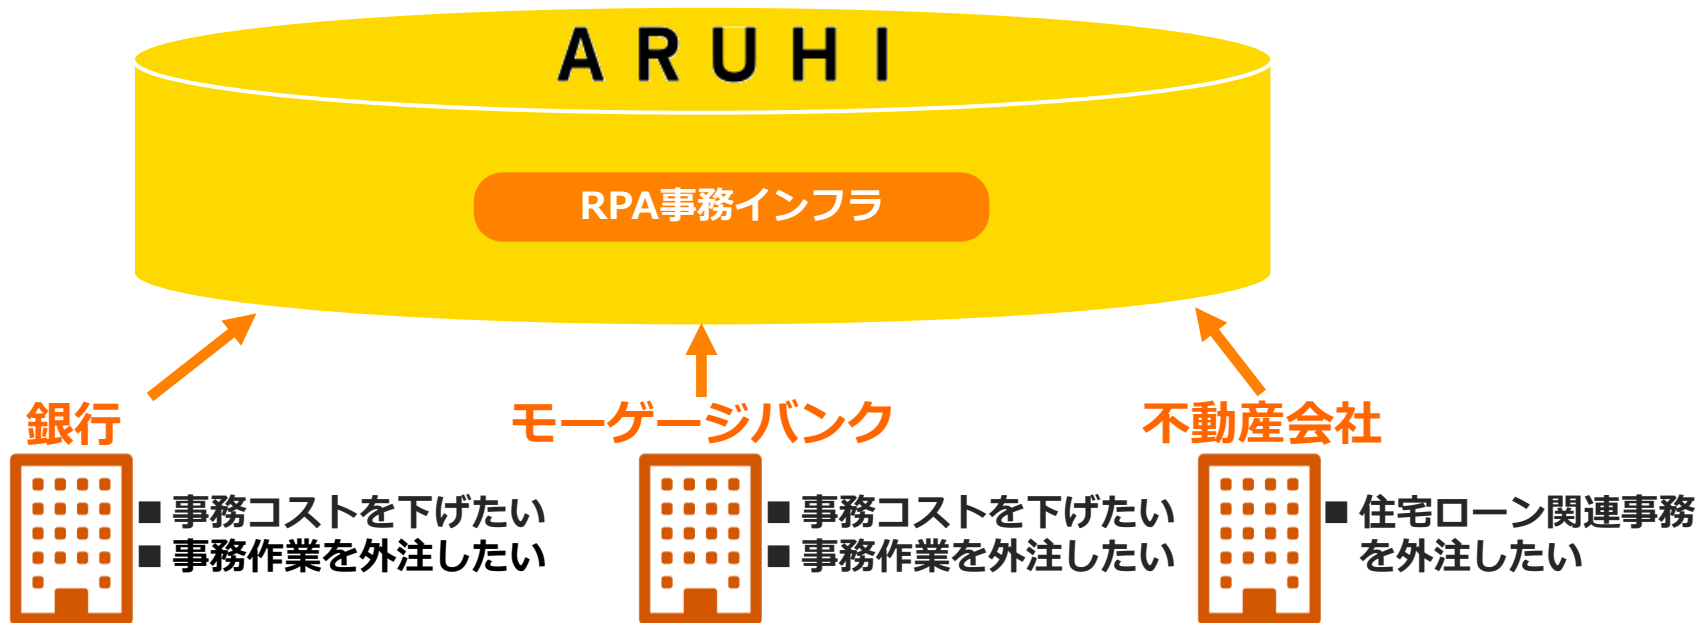 ARUHI
RPA事務インフラ
銀行
モーゲージバンク
不動産会社
■ 事務コストを下げたい
■ 事務作業を外注したい
■ 事務コストを下げたい
■ 事務作業を外注したい
■ 住宅ローン関連事務
を外注したい